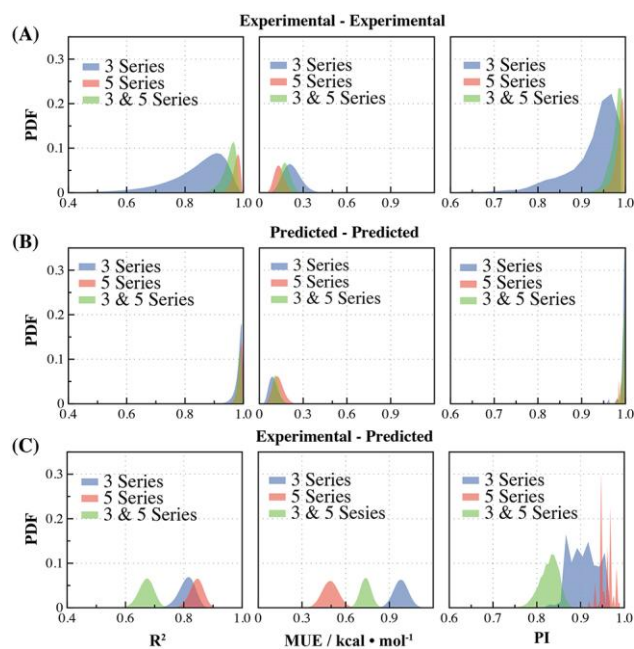 Experimental - Experimental
(A)
PDF
0.3
0.2
0.1
0
3 Series
5 Series
3 & 5 Series
3 Series
5 Series
3 & 5 Series
3 Series
5 Series
3 & 5 Series
0.4 0.6 0.8 1.0 0 0.3 0.6 0.9 0.6 0.7 0.8 0.9 1.0
Predicted - Predicted
(B)
PDF
0.3
0.2
0.1
0
3 Series
5 Series
3 & 5 Series
3 Series
5 Series
3 & 5 Series
3 Series
5 Series
3 & 5 Series
0.4 0.6 0.8 1.0 0 0.3 0.6 0.9 0.6 0.7 0.8 0.9 1.0
Experimental - Predicted
(C)
PDF
0.3
0.2
0.1
0
3 Series
5 Series
3 & 5 Series
3 Series
5 Series
3 & 5 Sesies
3 Series
5 Series
3 & 5 Series
0.4 0.6 0.8 1.0 0 0.3 0.6 0.9 0.6 0.7 0.8 0.9 1.0
R² MUE / kcal • mol⁻¹ PI